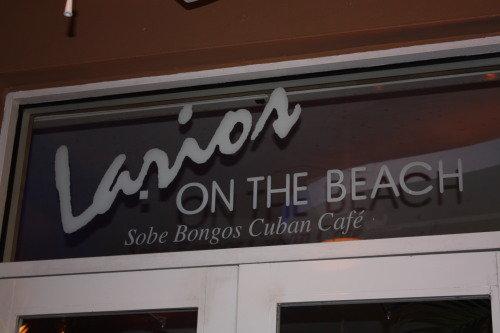 Larios
ON THE BEACH
Sobe Bongos Cuban Café